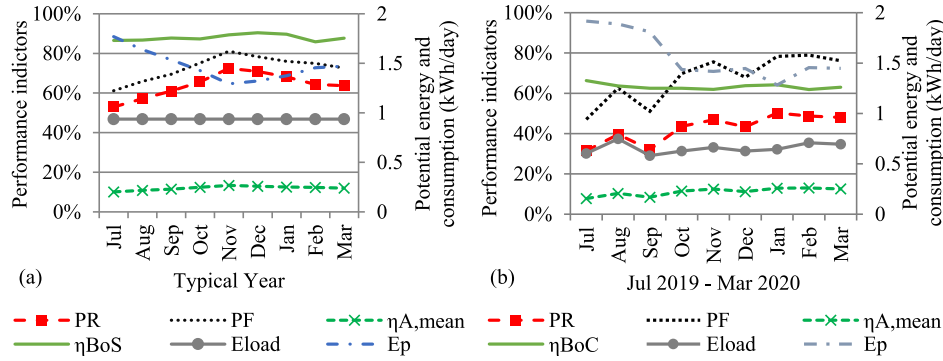 Performance indictors
100%
80%
60%
40%
20%
0%
2
1.5
1
0.5
0
Potential energy and
consumption (kWh/day)
Jul
Aug
Sep
Oct
Nov
Dec
Jan
Feb
Mar
(a)
Typical Year
PR
PF
ηA,mean
ηBoS
Eload
Ep
Performance indicators
100%
80%
60%
40%
20%
0%
2
1.5
1
0.5
0
Potential energy and
consumption (kWh/day)
Jul
Aug
Sep
Oct
Nov
Dec
Jan
Feb
Mar
(b)
Jul 2019 - Mar 2020
PR
PF
ηA,mean
ηBoC
Eload
Ep